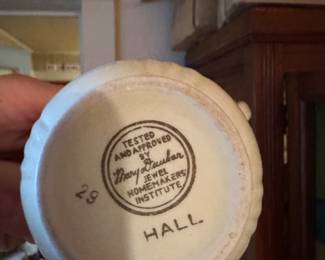 TESTED
AND APPROVED
BY
Mary Dunbar
JEWEL
HOMEMAKERS
INSTITUTE
29
HALL